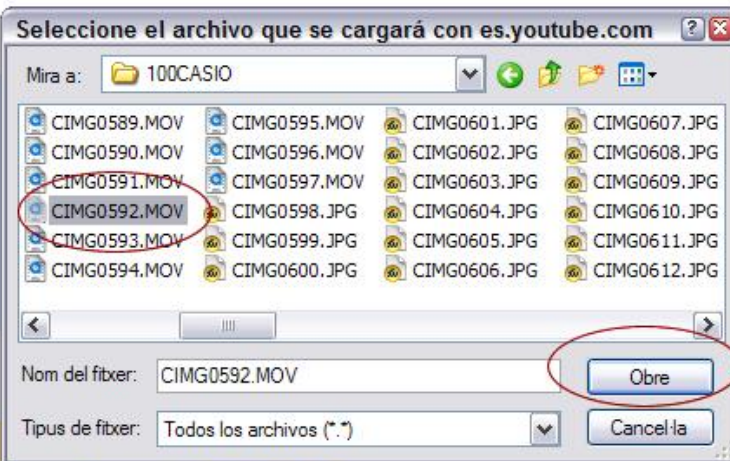 Seleccione el archivo que se cargará con es.youtube.com
Mira a: 100CASIO
CIMG0589.MOV CIMG0595.MOV CIMG0601.JPG CIMG0607.JPG
CIMG0590.MOV CIMG0596.MOV CIMG0602.JPG CIMG0608.JPG
CIMG0591.MOV CIMG0597.MOV CIMG0603.JPG CIMG0609.JPG
CIMG0592.MOV CIMG0598.JPG CIMG0604.JPG CIMG0610.JPG
CIMG0593.MOV CIMG0599.JPG CIMG0605.JPG CIMG0611.JPG
CIMG0594.MOV CIMG0600.JPG CIMG0606.JPG CIMG0612.JPG
Nom del fitxer: CIMG0592.MOV Obre
Tipus de fitxer: Todos los archivos (*.*) Cancel·la